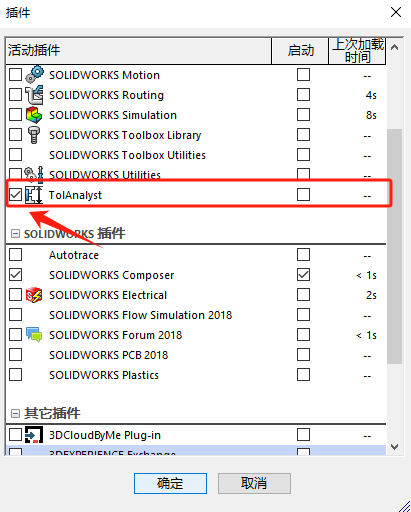 插件
活动插件 启动 上次加载
时间
SOLIDWORKS Motion --
SOLIDWORKS Routing 4s
SOLIDWORKS Simulation 8s
SOLIDWORKS Toolbox Library --
SOLIDWORKS Toolbox Utilities --
SOLIDWORKS Utilities --
TolAnalyst --
SOLIDWORKS 插件
Autotrace --
SOLIDWORKS Composer < 1s
SOLIDWORKS Electrical 2s
SOLIDWORKS Flow Simulation 2018 --
SOLIDWORKS Forum 2018 < 1s
SOLIDWORKS PCB 2018 --
SOLIDWORKS Plastics --
其它插件
3DCloudByMe Plug-in --
3DEXPERIENCE Exchange
确定 取消